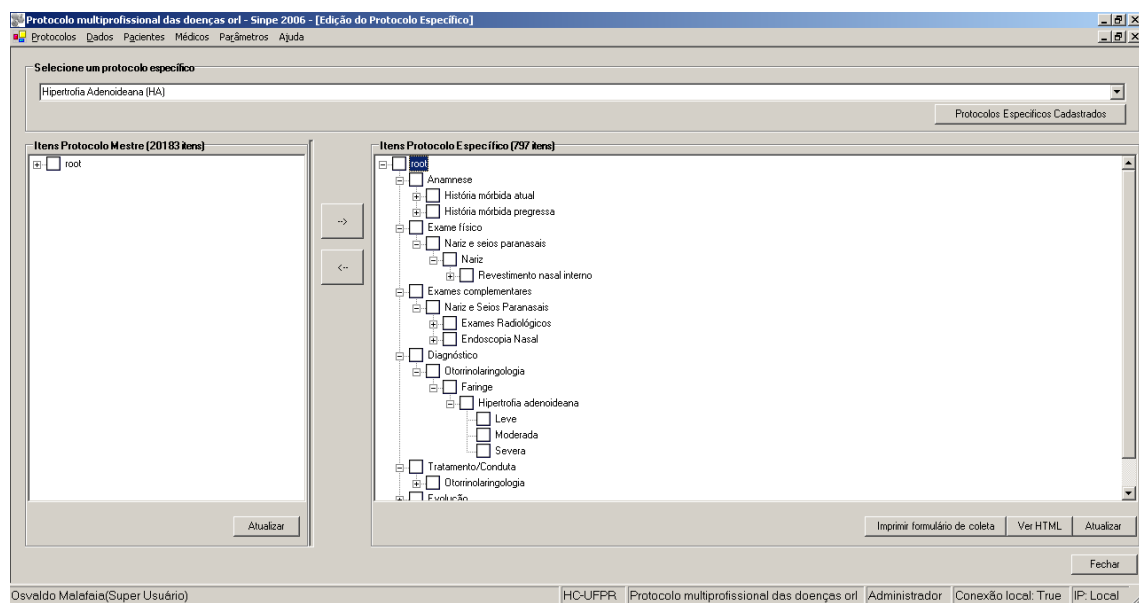 Protocolo multiprofissional das doenças orl - Sinpe 2006 - [Edição do Protocolo Específico]
Protocolos Dados Pacientes Médicos Parâmetros Ajuda
Selecione um protocolo específico
Hipertrofia Adenoideana (HA)
Protocolos Especificos Cadastrados
Itens Protocolo Mestre (20183 itens)
root
Atualizar
-->
<--
Itens Protocolo Específico (797 itens)
root
Anamnese
História mórbida atual
História mórbida pregressa
Exame físico
Nariz e seios paranasais
Nariz
Revestimento nasal interno
Exames complementares
Nariz e Seios Paranasais
Exames Radiológicos
Endoscopia Nasal
Diagnóstico
Otorrinolaringologia
Faringe
Hipertrofia adenoideana
Leve
Moderada
Severa
Tratamento/Conduta
Otorrinolaringologia
Evolução
Imprimir formulário de coleta Ver HTML Atualizar
Fechar
Osvaldo Malafaia(Super Usuário) HC-UFPR Protocolo multiprofissional das doenças orl Administrador Conexão local: True IP: Local